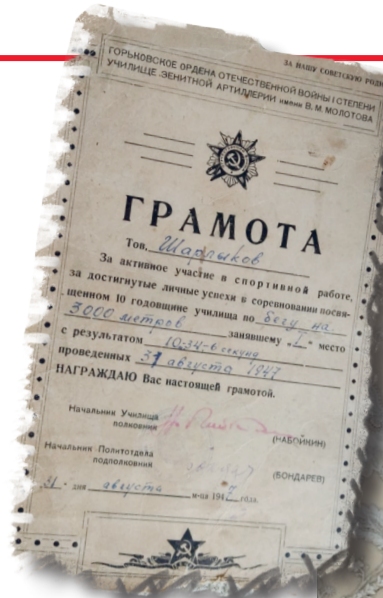 ЗА НАШУ СОВЕТСКУЮ РОДИ
ГОРЬКОВСКОЕ ОРДЕНА ОТЕЧЕСТВЕННОЙ ВОЙНЫ I СТЕПЕНИ
УЧИЛИЩЕ ЗЕНИТНОЙ АРТИЛЛЕРИИ имени В. М. МОЛОТОВА
ГРАМОТА
Тов. Шарлыков
За активное участие в спортивной работе,
за достигнутые личные успехи в соревновании посвя-
щенном 10 годовщине училища по бегу на
3000 метров занявшему „1" место
с результатом 10-34-6 секунд
проведенных 31 августа 1947
НАГРАЖДАЮ Вас настоящей грамотой.
Начальник Училища
полковник
(НАБОЙКИН)
Начальник Политотдела
подполковник
(БОНДАРЕВ)
31 - дня августа м-ца 1947 года.